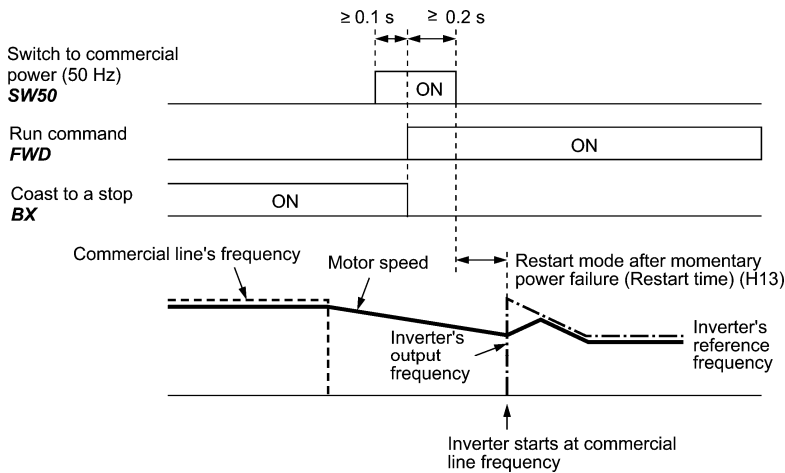 ≥ 0.1 s
≥ 0.2 s
Switch to commercial
power (50 Hz)
SW50
ON
Run command
FWD
ON
Coast to a stop
BX
ON
Commercial line's frequency
Motor speed
Restart mode after momentary
power failure (Restart time) (H13)
Inverter's
output
frequency
Inverter's
reference
frequency
Inverter starts at commercial
line frequency